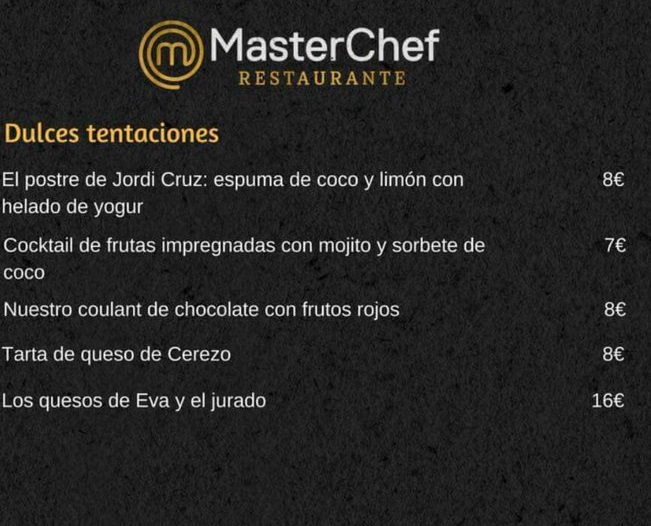 MasterChef
RESTAURANTE
Dulces tentaciones
El postre de Jordi Cruz: espuma de coco y limón con 8€
helado de yogur
Cocktail de frutas impregnadas con mojito y sorbete de 7€
coco
Nuestro coulant de chocolate con frutos rojos 8€
Tarta de queso de Cerezo 8€
Los quesos de Eva y el jurado 16€